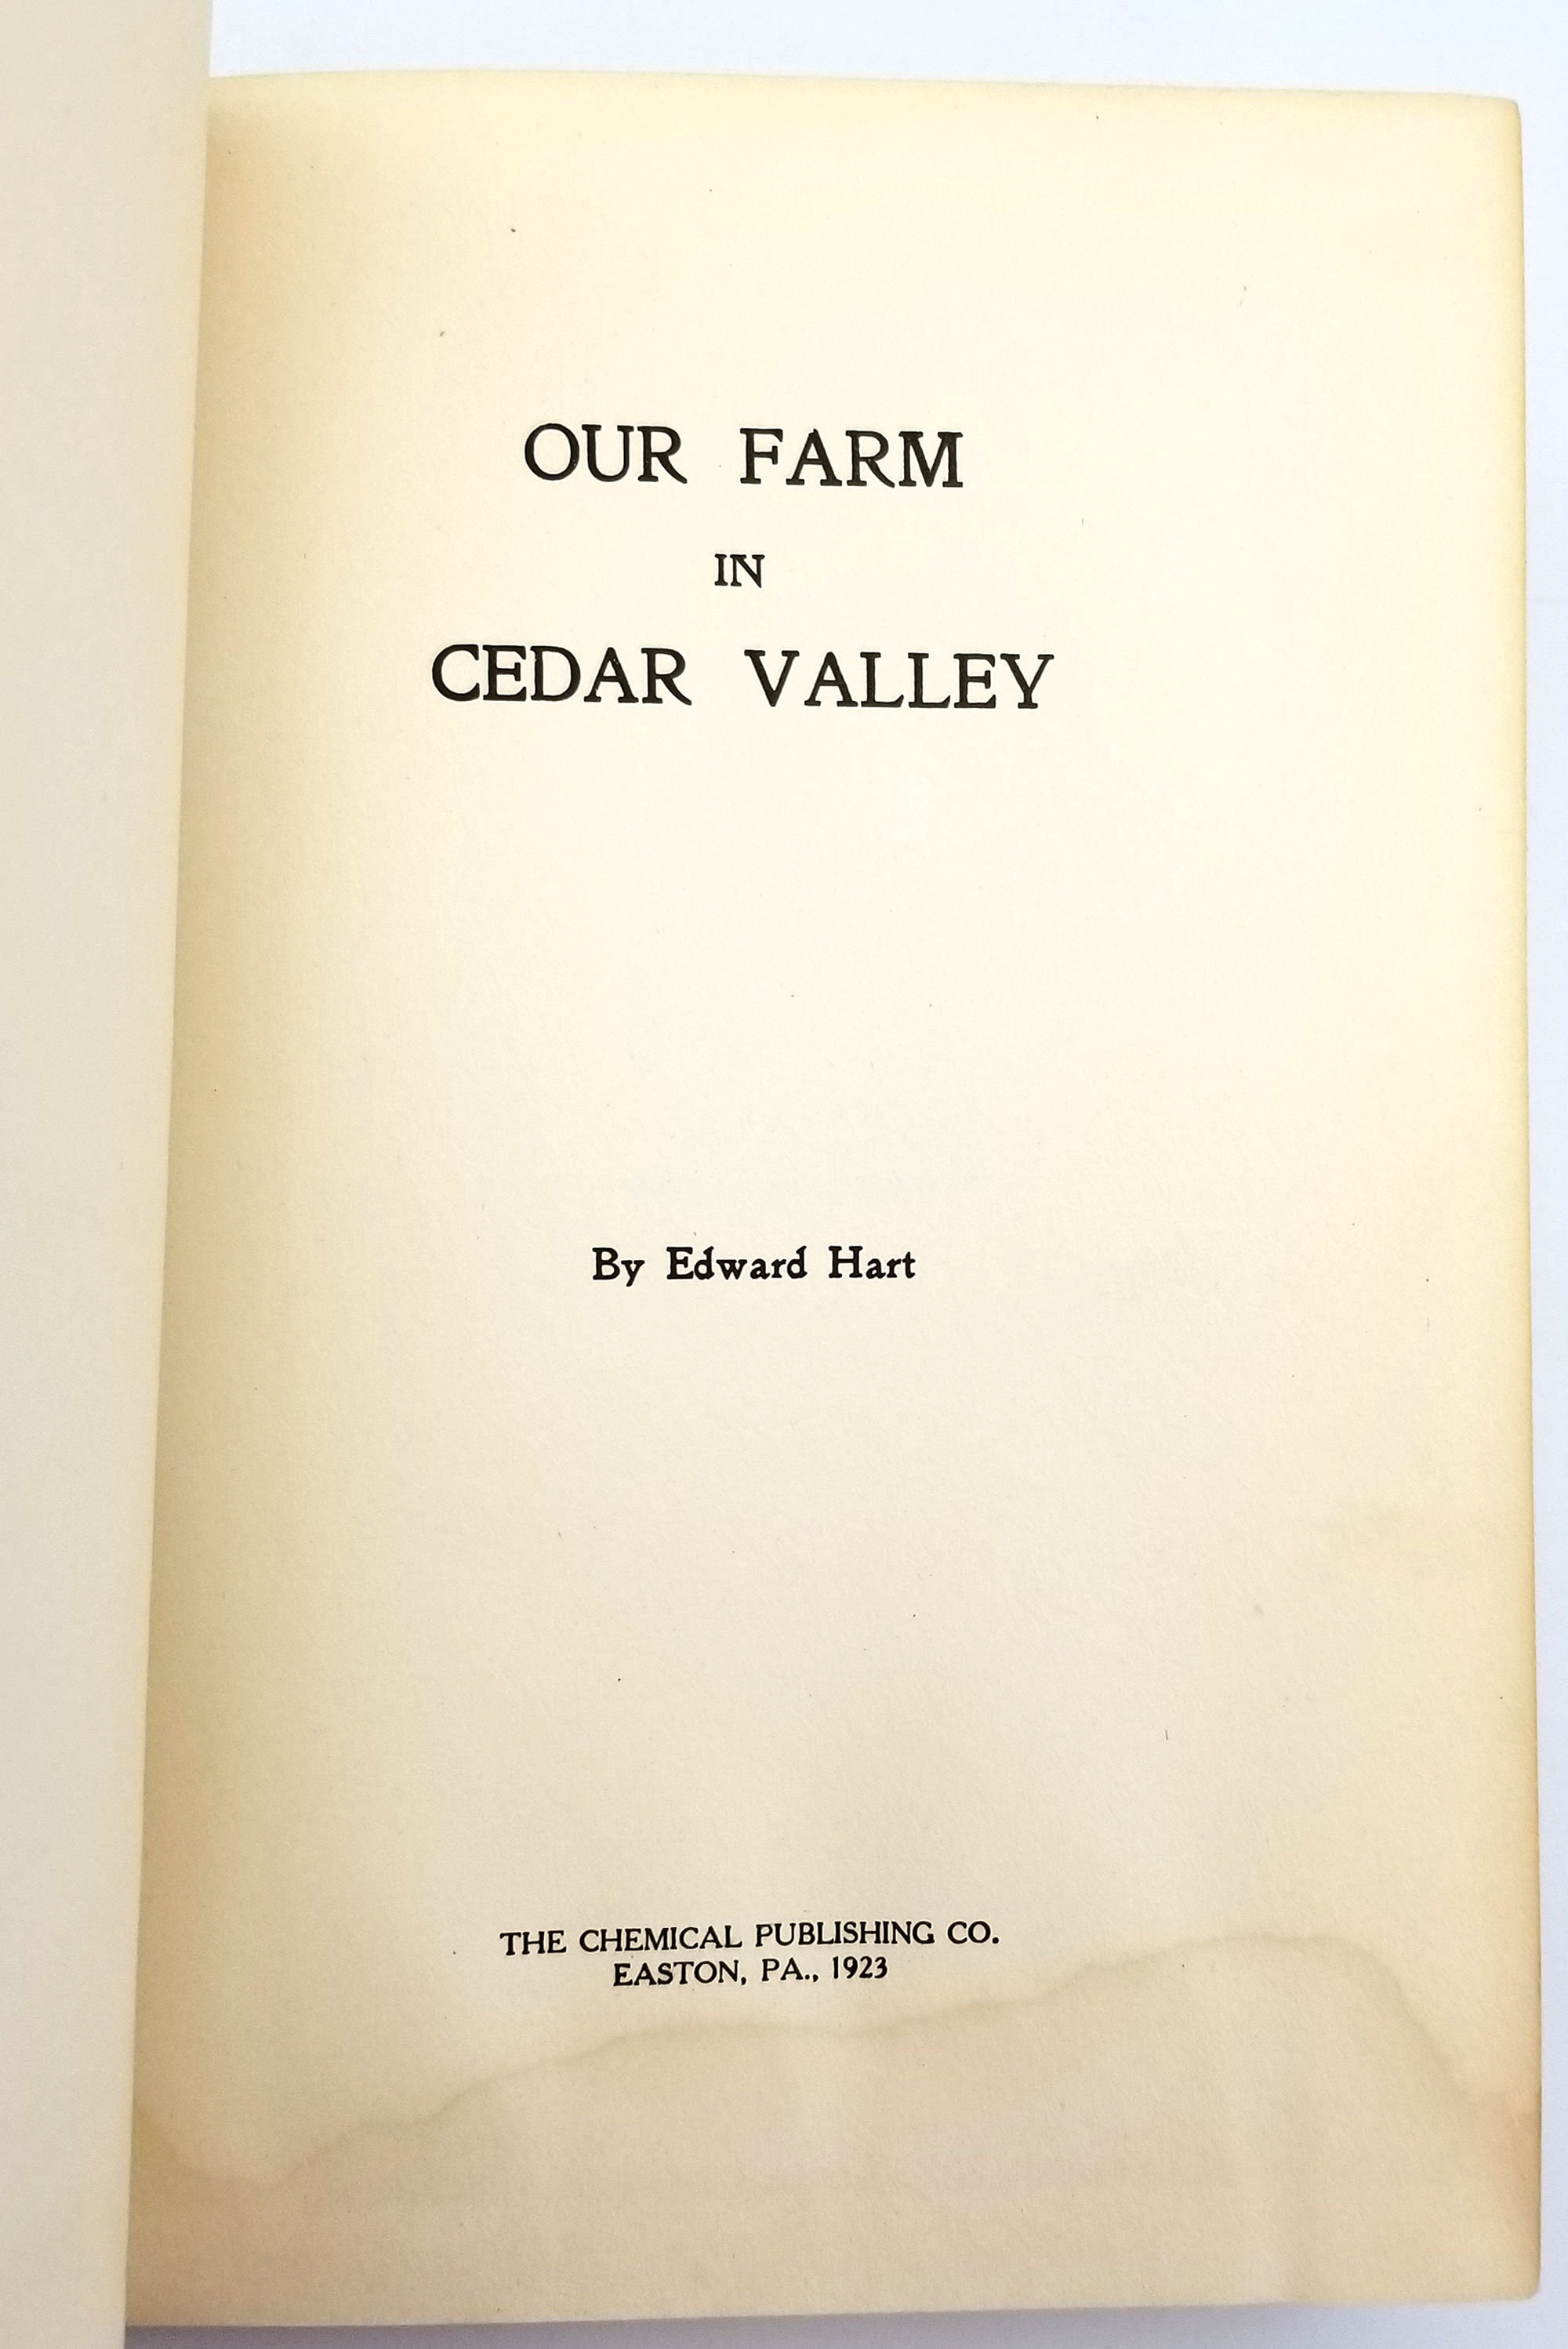 OUR FARM
IN
CEDAR VALLEY
By Edward Hart
THE CHEMICAL PUBLISHING CO.
EASTON, PA., 1923